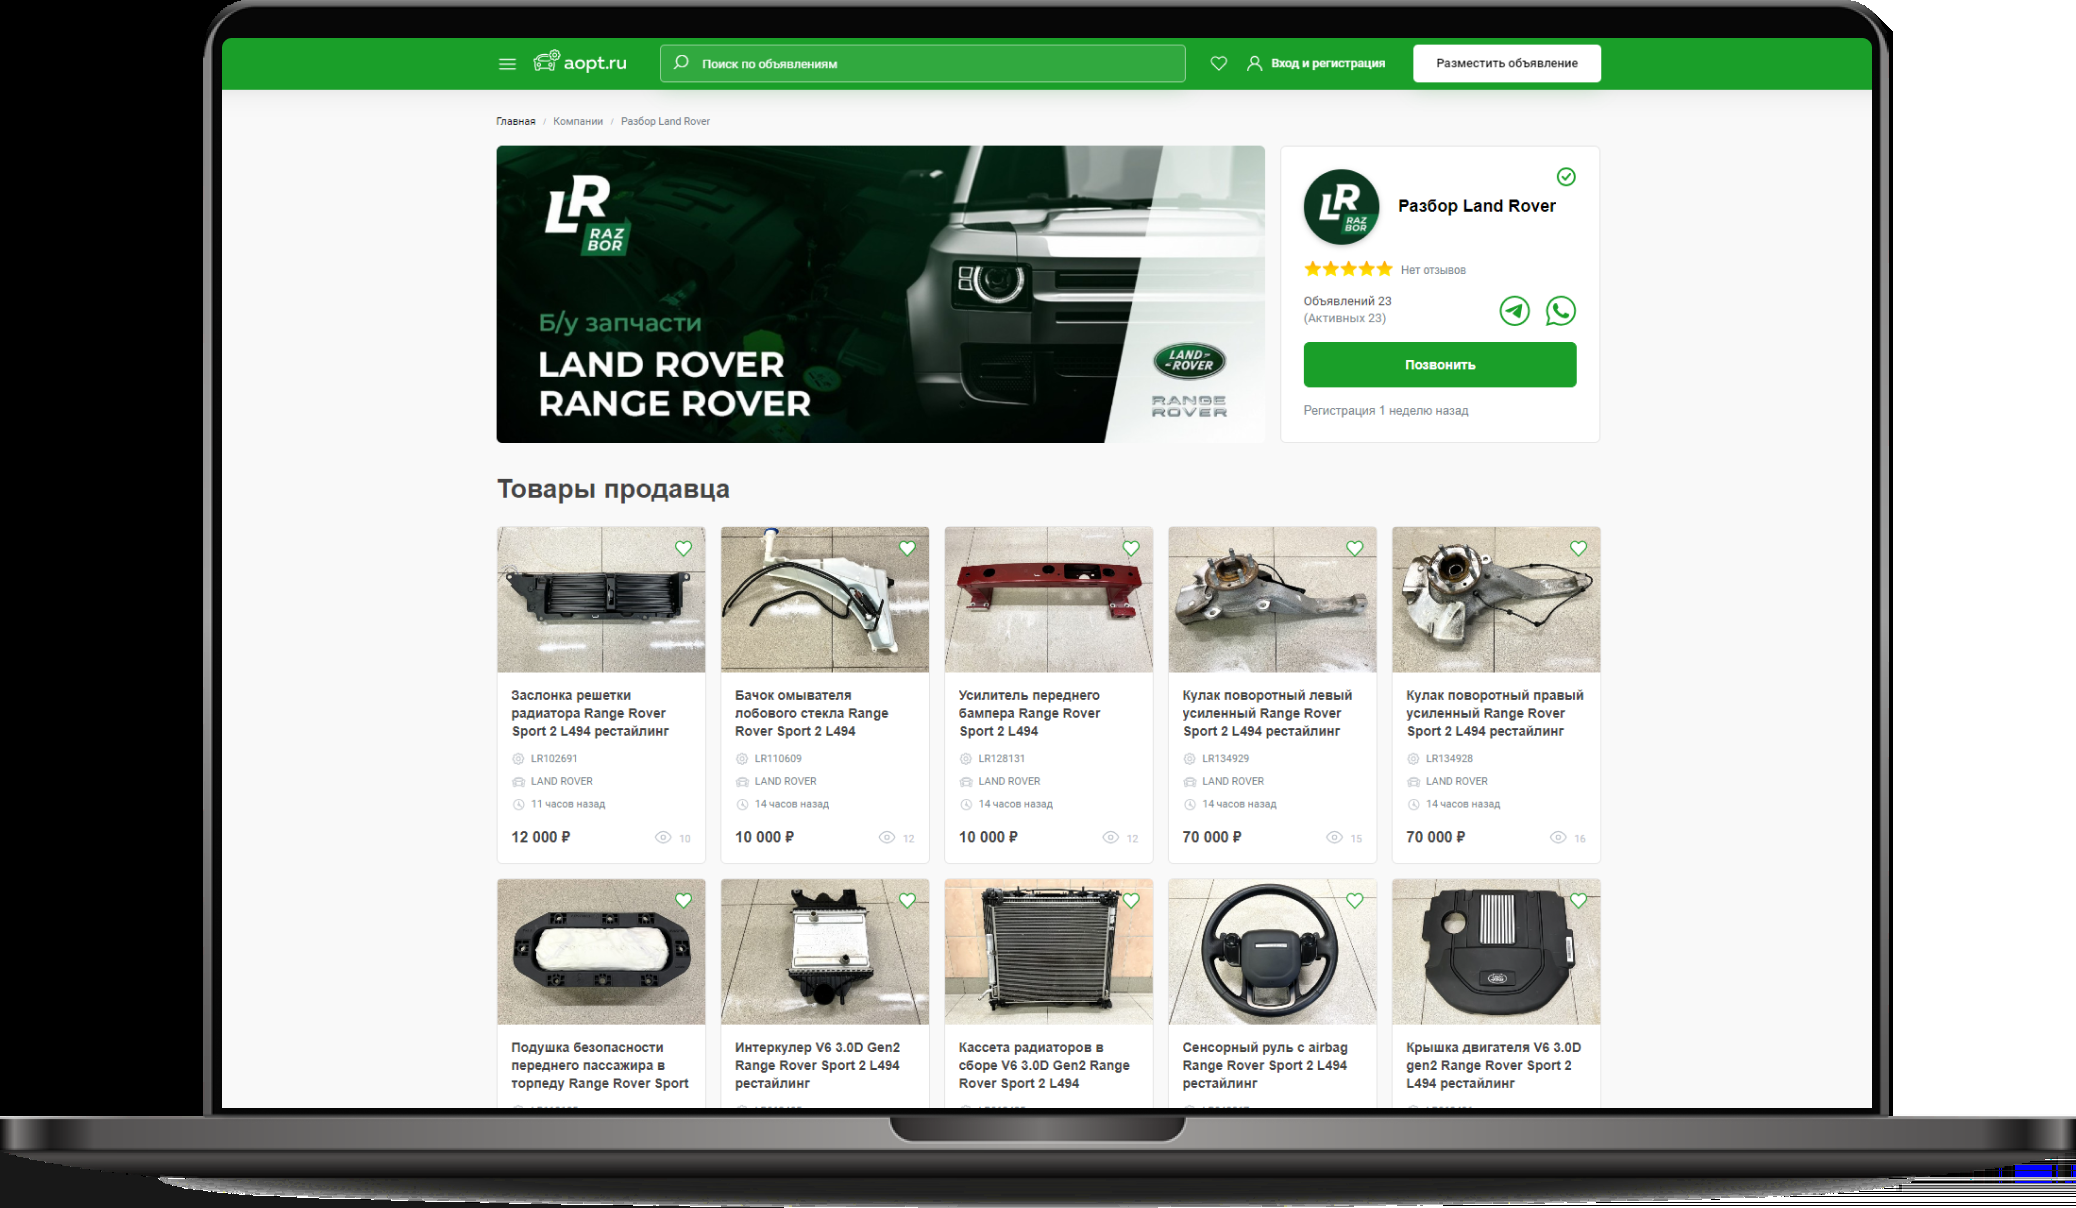 aopt.ru
Поиск по объявлениям
Вход и регистрация
Разместить объявление
Главная / Компании / Разбор Land Rover
LR
RAZ
BOR
Б/у запчасти
LAND ROVER
RANGE ROVER
LAND-
-ROVER
RANGE
ROVER
LR
RAZ
BOR
Разбор Land Rover
Нет отзывов
Объявлений 23
(Активных 23)
Позвонить
Регистрация 1 неделю назад
Товары продавца
Заслонка решетки
радиатора Range Rover
Sport 2 L494 рестайлинг
LR102691
LAND ROVER
11 часов назад
12 000 ₽ 10
Бачок омывателя
лобового стекла Range
Rover Sport 2 L494
LR110609
LAND ROVER
14 часов назад
10 000 ₽ 12
Усилитель переднего
бампера Range Rover
Sport 2 L494
LR128131
LAND ROVER
14 часов назад
10 000 ₽ 12
Кулак поворотный левый
усиленный Range Rover
Sport 2 L494 рестайлинг
LR134929
LAND ROVER
14 часов назад
70 000 ₽ 15
Кулак поворотный правый
усиленный Range Rover
Sport 2 L494 рестайлинг
LR134928
LAND ROVER
14 часов назад
70 000 ₽ 16
Подушка безопасности
переднего пассажира в
торпеду Range Rover Sport
Интеркулер V6 3.0D Gen2
Range Rover Sport 2 L494
рестайлинг
Кассета радиаторов в
сборе V6 3.0D Gen2 Range
Rover Sport 2 L494
Сенсорный руль с airbag
Range Rover Sport 2 L494
рестайлинг
Крышка двигателя V6 3.0D
gen2 Range Rover Sport 2
L494 рестайлинг